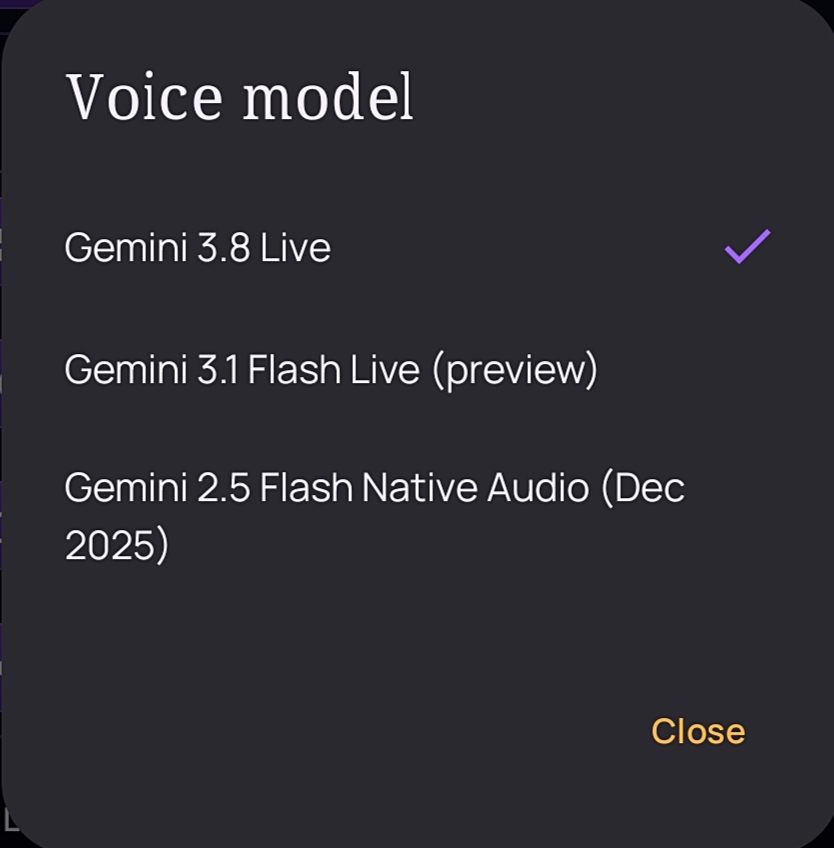 Voice model
Gemini 3.8 Live
Gemini 3.1 Flash Live (preview)
Gemini 2.5 Flash Native Audio (Dec
2025)
Close